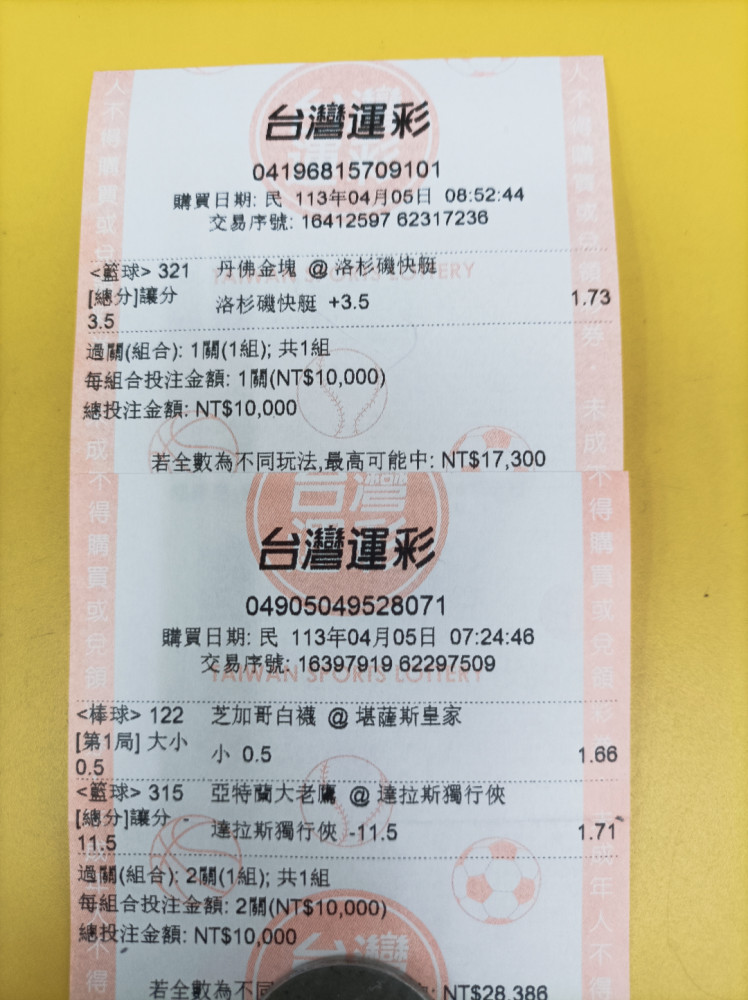 台灣運彩
04196815709101
購買日期: 民 113年04月05日 08:52:44
交易序號: 16412597 62317236
<籃球> 321 丹佛金塊 @ 洛杉磯快艇
[總分]讓分 洛杉磯快艇 +3.5 1.73
3.5
過關(組合): 1關(1組); 共1組
每組合投注金額: 1關(NT$10,000)
總投注金額: NT$10,000
若全數為不同玩法,最高可能中: NT$17,300
台灣運彩
04905049528071
購買日期: 民 113年04月05日 07:24:46
交易序號: 16397919 62297509
TAIWAN SPORTS LOTTERY
<棒球> 122 芝加哥白襪 @ 堪薩斯皇家
[第1局] 大小 小 0.5 1.66
0.5
<籃球> 315 亞特蘭大老鷹 @ 達拉斯獨行俠
[總分]讓分 - 達拉斯獨行俠 -11.5 1.71
11.5
過關(組合): 2關(1組); 共1組
每組合投注金額: 2關(NT$10,000)
總投注金額: NT$10,000
若全數為不 NT$28,386